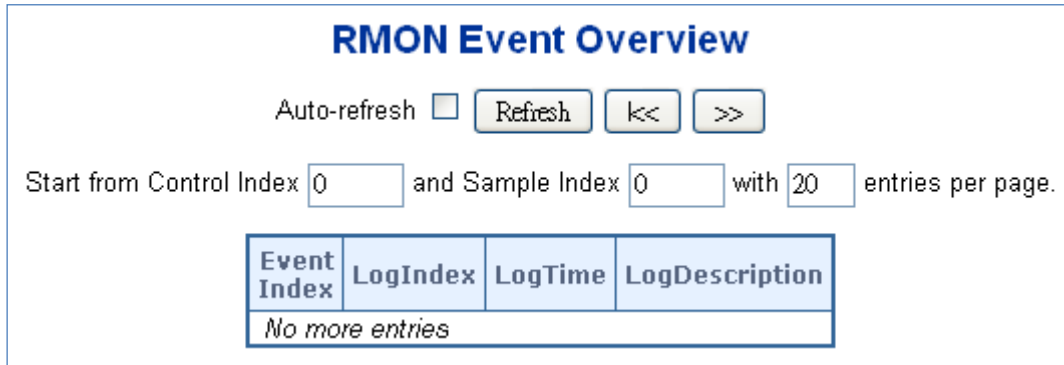 RMON Event Overview
Auto-refresh Refresh k<< >>
Start from Control Index 0 and Sample Index 0 with 20 entries per page.
Event Index LogIndex LogTime LogDescription
No more entries